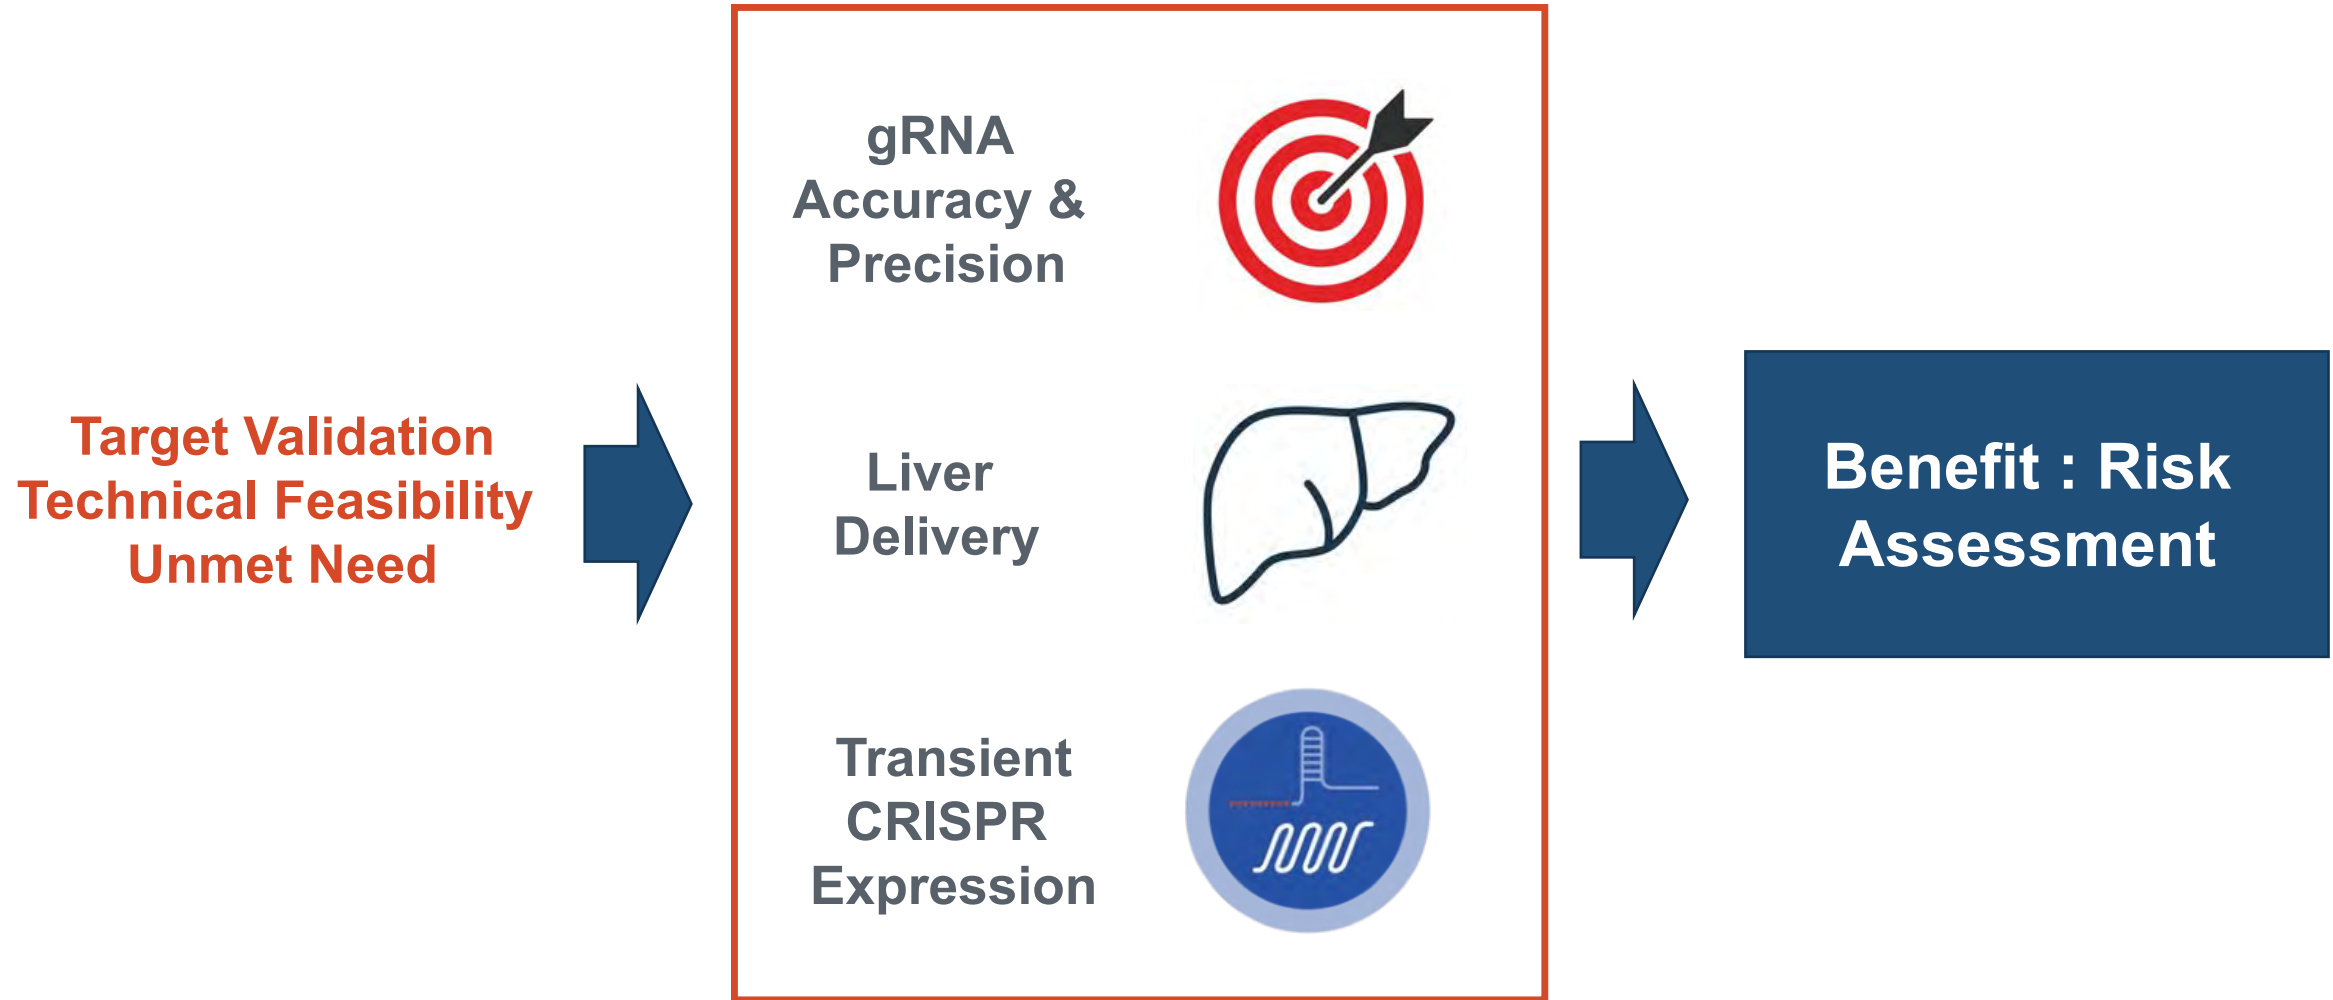 Target Validation
Technical Feasibility
Unmet Need
gRNA
Accuracy &
Precision
Liver
Delivery
Transient
CRISPR
Expression
Benefit : Risk
Assessment